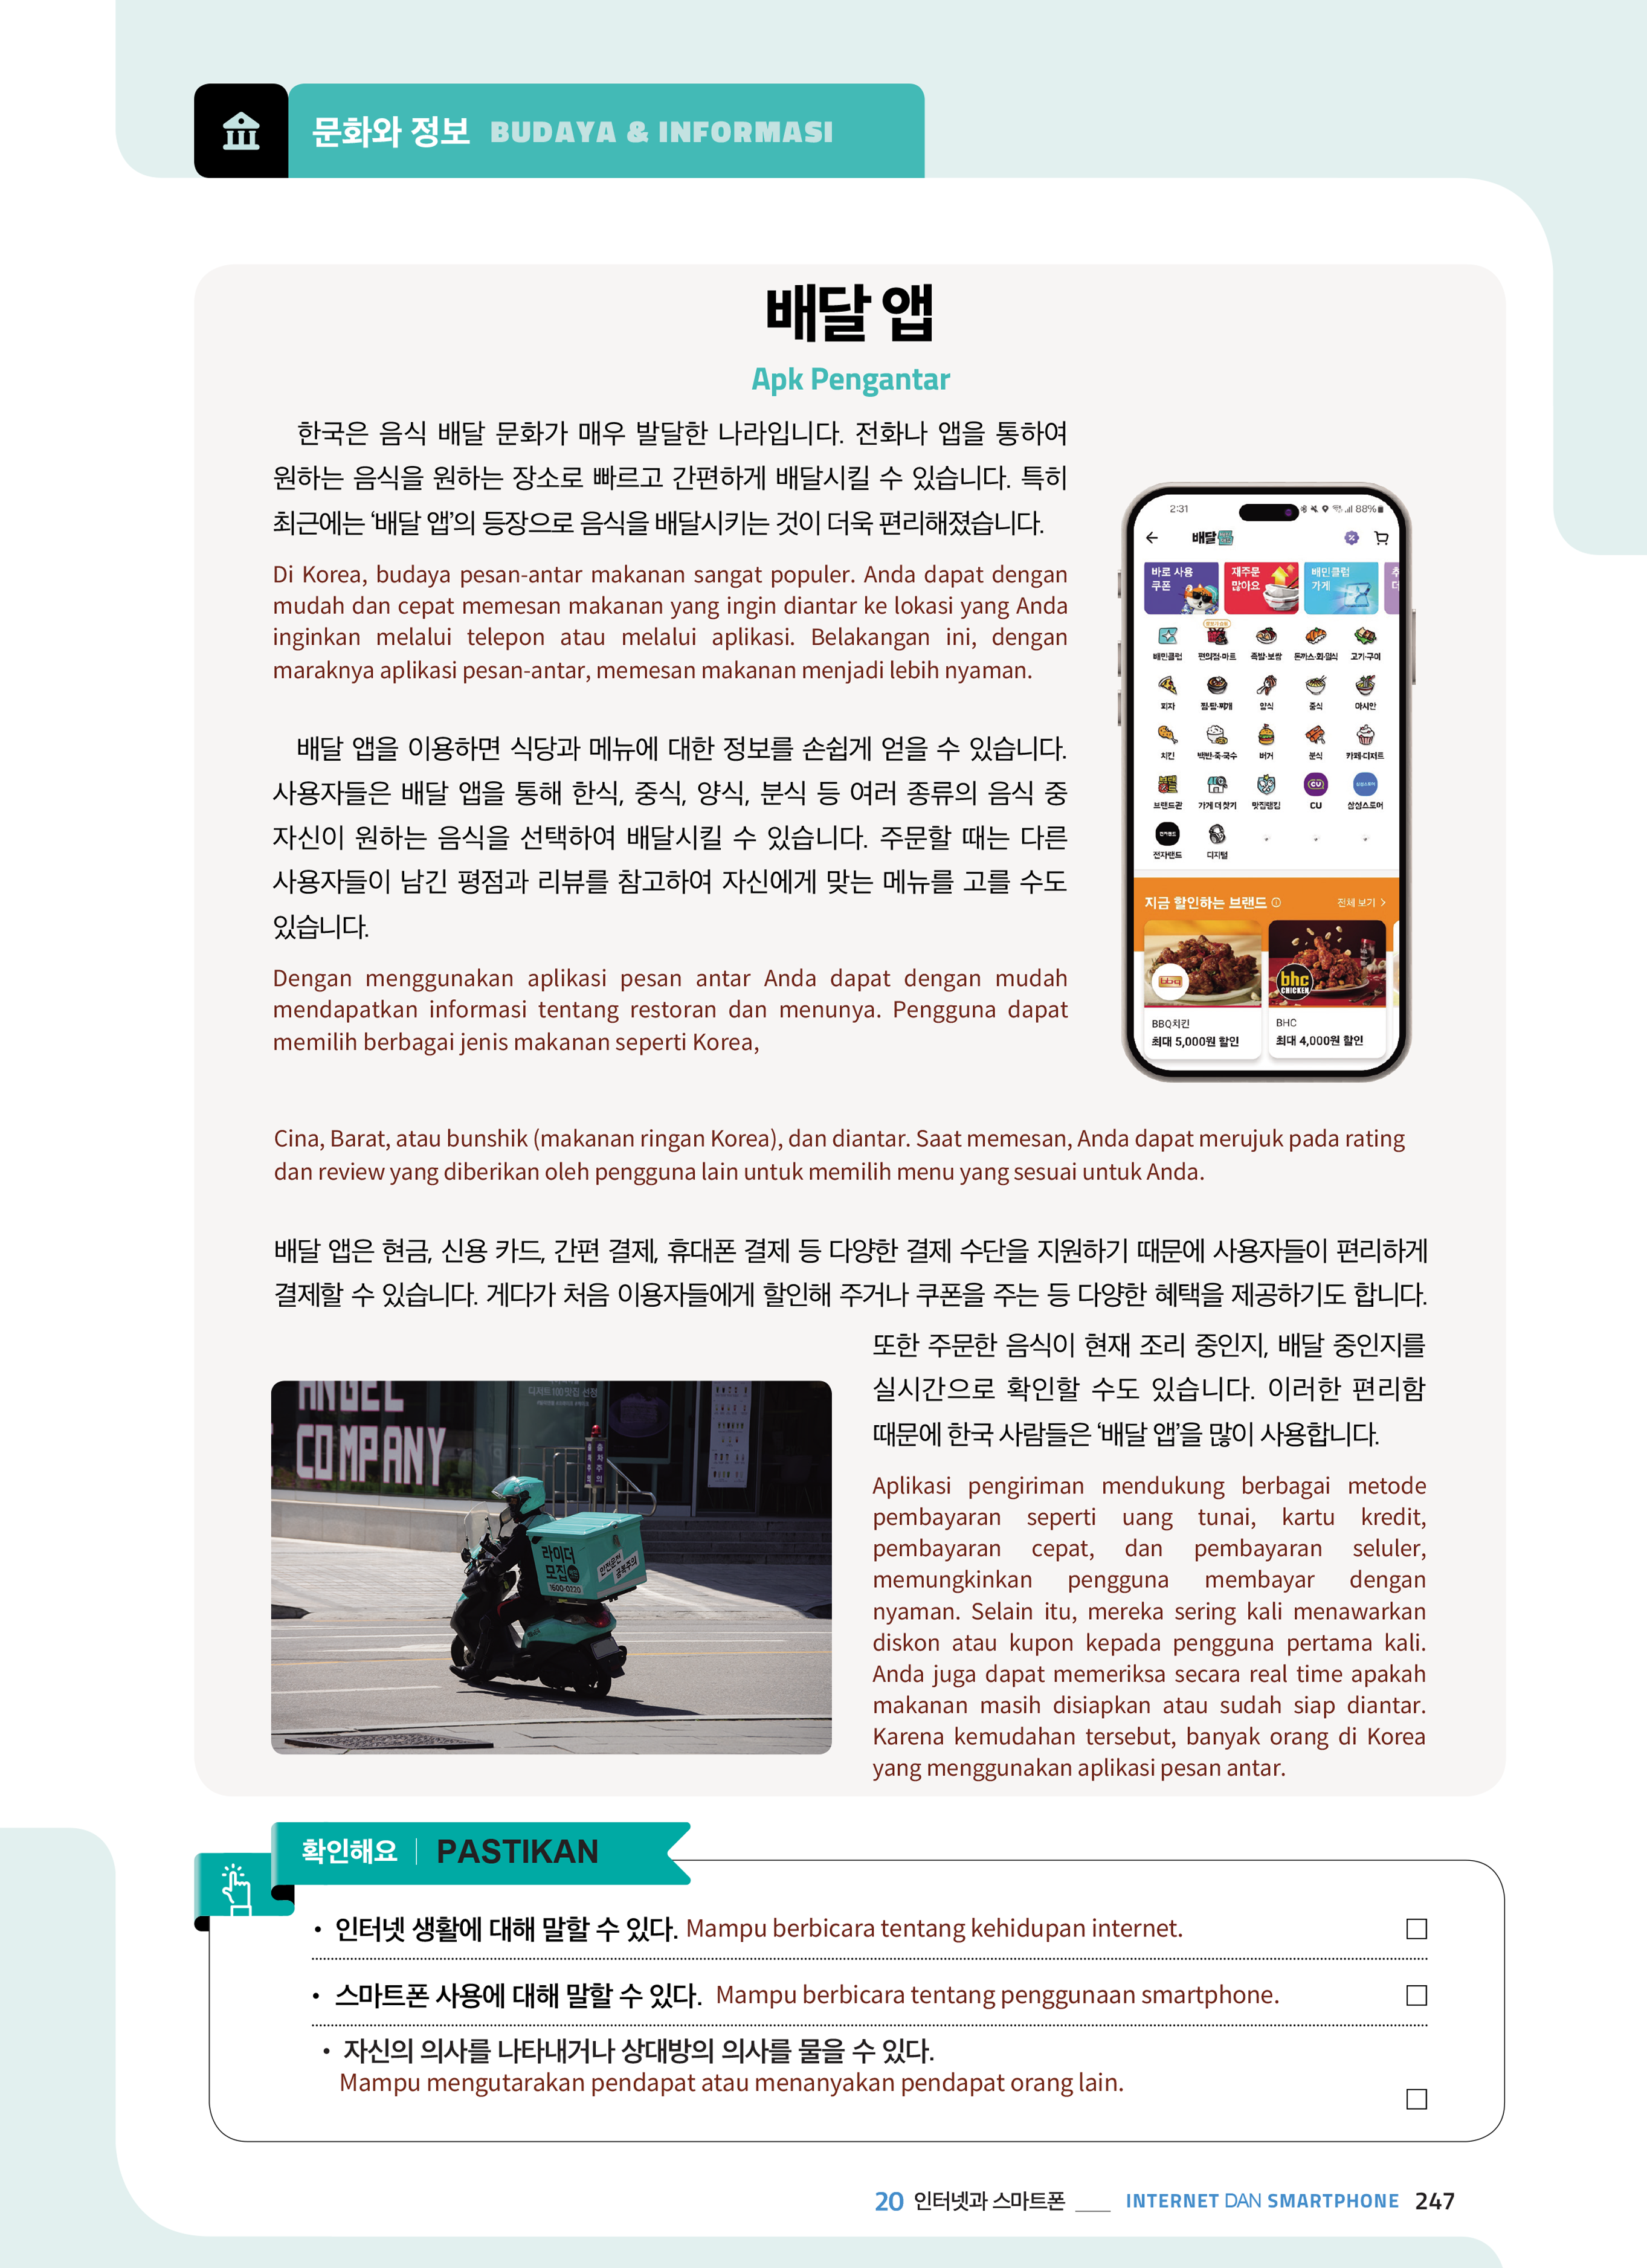 문화와 정보 BUDAYA & INFORMASI
배달 앱
Apk Pengantar
한국은 음식 배달 문화가 매우 발달한 나라입니다. 전화나 앱을 통하여
원하는 음식을 원하는 장소로 빠르고 간편하게 배달시킬 수 있습니다. 특히
최근에는 ‘배달 앱’의 등장으로 음식을 배달시키는 것이 더욱 편리해졌습니다.
Di Korea, budaya pesan-antar makanan sangat populer. Anda dapat dengan
mudah dan cepat memesan makanan yang ingin diantar ke lokasi yang Anda
inginkan melalui telepon atau melalui aplikasi. Belakangan ini, dengan
maraknya aplikasi pesan-antar, memesan makanan menjadi lebih nyaman.
배달 앱을 이용하면 식당과 메뉴에 대한 정보를 손쉽게 얻을 수 있습니다.
사용자들은 배달 앱을 통해 한식, 중식, 양식, 분식 등 여러 종류의 음식 중
자신이 원하는 음식을 선택하여 배달시킬 수 있습니다. 주문할 때는 다른
사용자들이 남긴 평점과 리뷰를 참고하여 자신에게 맞는 메뉴를 고를 수도
있습니다.
Dengan menggunakan aplikasi pesan antar Anda dapat dengan mudah
mendapatkan informasi tentang restoran dan menunya. Pengguna dapat
memilih berbagai jenis makanan seperti Korea,
2:31 88%
배달
바로 사용
쿠폰
재주문
많아요
배민클럽
가게
배민클럽 편의점·마트 족발·보쌈 돈까스·회·일식 고기·구이
피자 찜·탕·찌개 양식 중식 아시안
치킨 백반·죽·국수 버거 분식 카페·디저트
브랜드관 가게 더 찾기 맛집랭킹 CU 삼성스토어
전자랜드 디지털
지금 할인하는 브랜드 전체 보기
bbq
bhc
CHICKEN
BBQ치킨
최대 5,000원 할인
BHC
최대 4,000원 할인
Cina, Barat, atau bunshik (makanan ringan Korea), dan diantar. Saat memesan, Anda dapat merujuk pada rating
dan review yang diberikan oleh pengguna lain untuk memilih menu yang sesuai untuk Anda.
배달 앱은 현금, 신용 카드, 간편 결제, 휴대폰 결제 등 다양한 결제 수단을 지원하기 때문에 사용자들이 편리하게
결제할 수 있습니다. 게다가 처음 이용자들에게 할인해 주거나 쿠폰을 주는 등 다양한 혜택을 제공하기도 합니다.
또한 주문한 음식이 현재 조리 중인지, 배달 중인지를
실시간으로 확인할 수도 있습니다. 이러한 편리함
때문에 한국 사람들은 ‘배달 앱’을 많이 사용합니다.
ANGEL
COMPANY
디저트100맛집 선정
출차주의
라이더
모집
1600-0220
안전운전
Aplikasi pengiriman mendukung berbagai metode
pembayaran seperti uang tunai, kartu kredit,
pembayaran cepat, dan pembayaran seluler,
memungkinkan pengguna membayar dengan
nyaman. Selain itu, mereka sering kali menawarkan
diskon atau kupon kepada pengguna pertama kali.
Anda juga dapat memeriksa secara real time apakah
makanan masih disiapkan atau sudah siap diantar.
Karena kemudahan tersebut, banyak orang di Korea
yang menggunakan aplikasi pesan antar.
확인해요 | PASTIKAN
• 인터넷 생활에 대해 말할 수 있다. Mampu berbicara tentang kehidupan internet. □
• 스마트폰 사용에 대해 말할 수 있다. Mampu berbicara tentang penggunaan smartphone. □
• 자신의 의사를 나타내거나 상대방의 의사를 물을 수 있다.
Mampu mengutarakan pendapat atau menanyakan pendapat orang lain. □
20 인터넷과 스마트폰 ___ INTERNET DAN SMARTPHONE 247